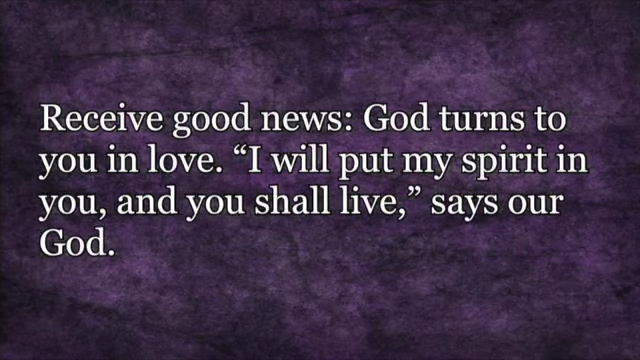 Receive good news: God turns to
you in love. “I will put my spirit in
you, and you shall live,” says our
God.